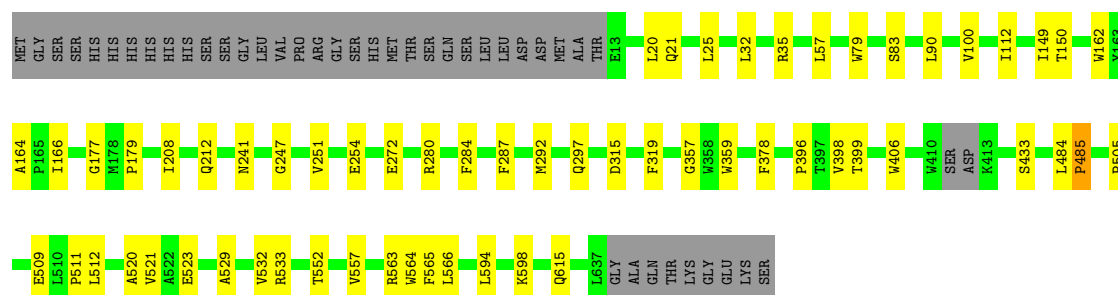 MET GLY SER SER HIS HIS HIS HIS HIS HIS SER SER GLY LEU VAL PRO ARG GLY SER HIS MET THR SER GLN SER LEU LEU ASP ASP MET ALA THR E13 L20 Q21 L25 L32 R35 L57 W79 S83 L90 V100 I112 I149 T150 W162 Y163
A164 P165 I166 G177 M178 P179 I208 Q212 N241 G247 V251 E254 E272 R280 F284 F287 M292 Q297 D315 F319 G357 W358 W359 F378 P396 T397 V398 T399 W406 W410 SER ASP K413 S433 L484 P485
E509 L510 P511 L512 A520 V521 A522 E523 A529 V532 R533 T552 V557 R563 W564 F565 L566 L594 K598 Q615 L637 GLY ALA GLN THR LYS GLY GLU LYS SER